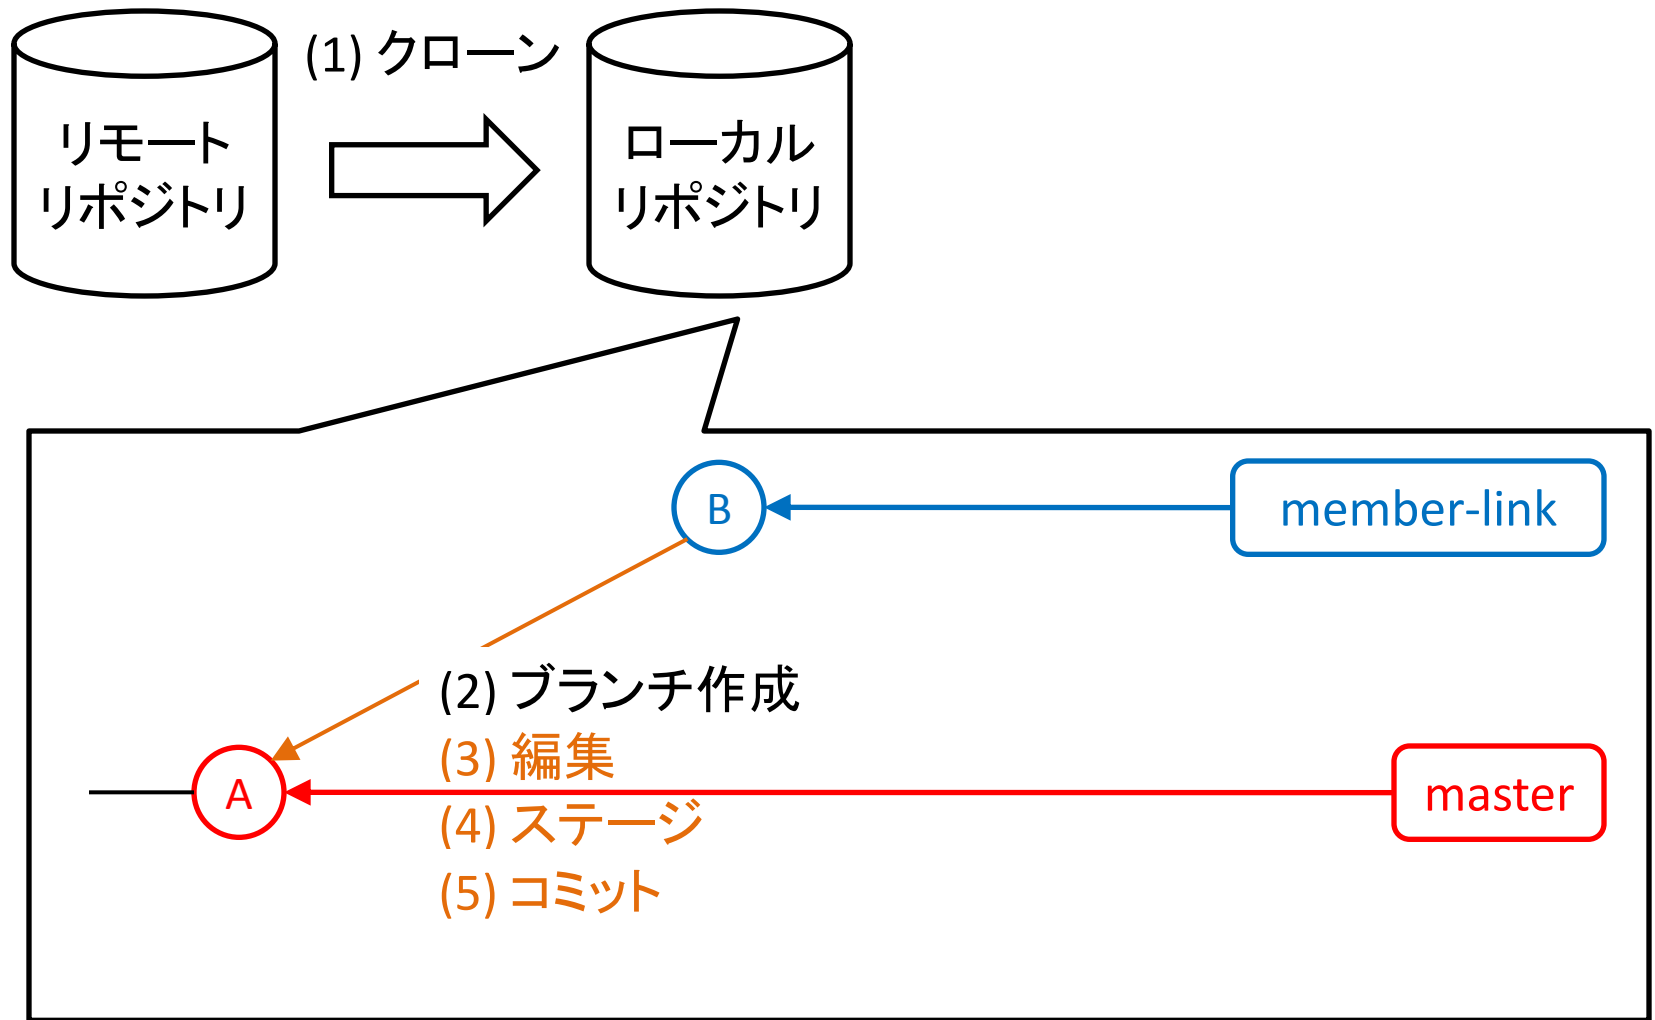 (1) クローン
リモート
リポジトリ
ローカル
リポジトリ
B
member-link
(2) ブランチ作成
(3) 編集
A
master
(4) ステージ
(5) コミット